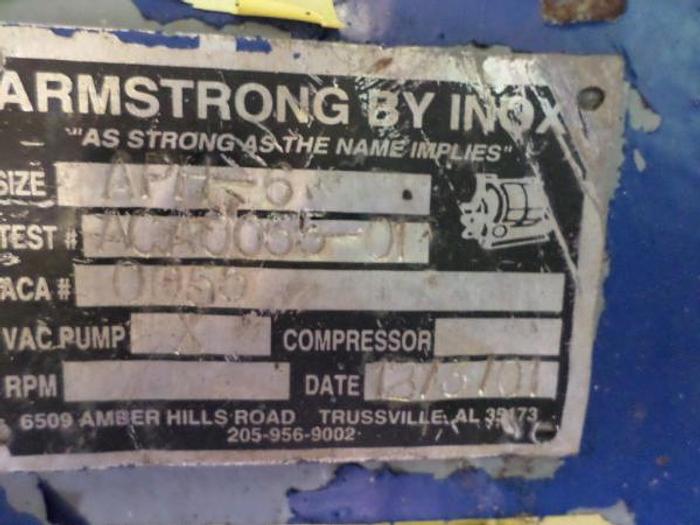 ARMSTRONG BY INOX
"AS STRONG AS THE NAME IMPLIES"
SIZE
TEST #
ACA #
VAC.PUMP X COMPRESSOR
RPM DATE
6509 AMBER HILLS ROAD TRUSSVILLE, AL 35173
205-956-9002